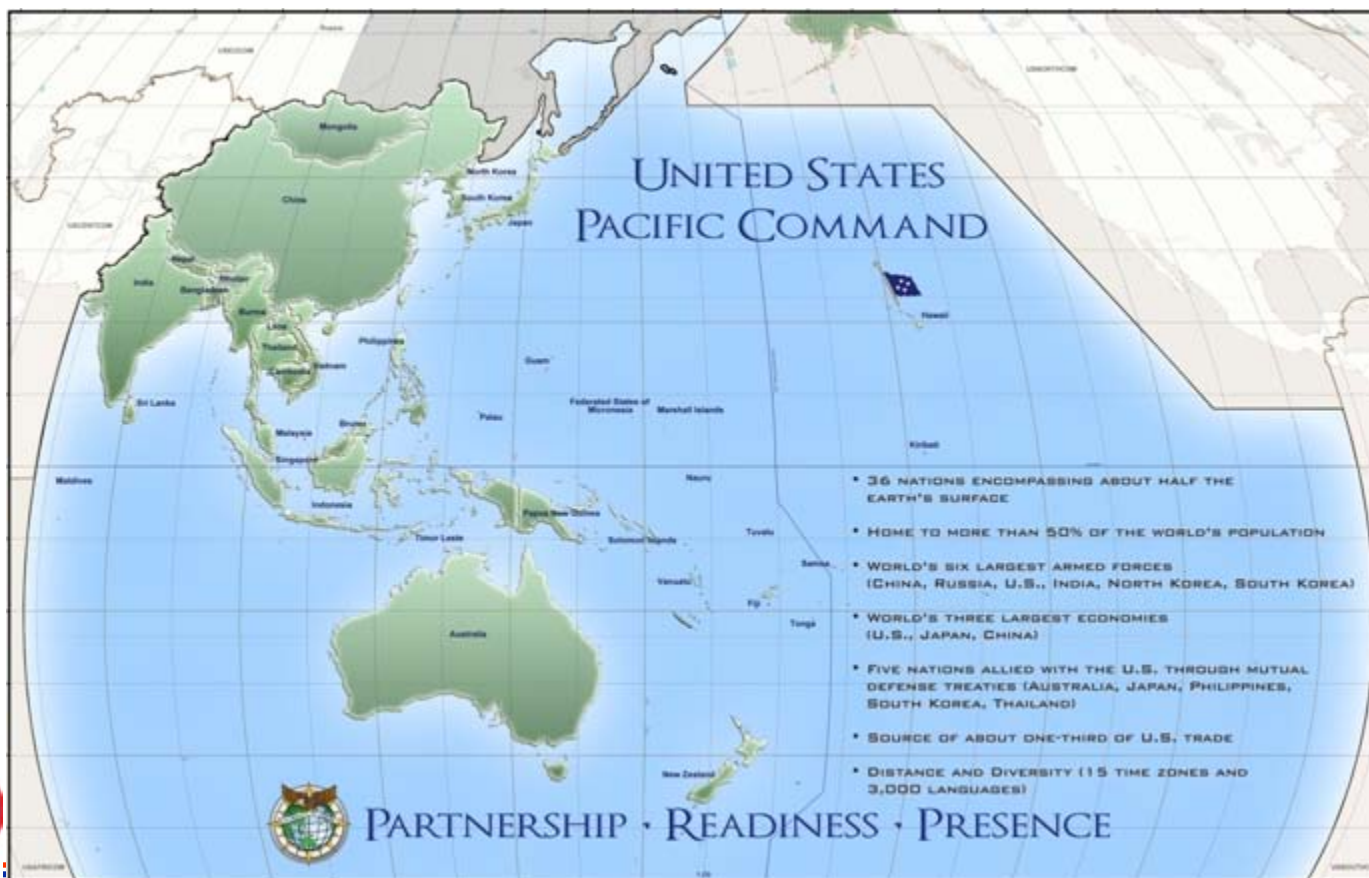 Russia
USEUCOM
USNORTHCOM
Mongolia
UNITED STATES
PACIFIC COMMAND
North Korea
South Korea
China
Japan
USCENTCOM
Nepal
Bhutan
India
Bangladesh
Burma
Laos
Hawaii
Thailand
Philippines
Vietnam
Cambodia
Guam
Sri Lanka
Federated States of
Micronesia
Marshall Islands
Palau
Brunei
Malaysia
Kiribati
Singapore
Maldives
Nauru
Indonesia
Papua New Guinea
Timor Leste
Solomon Islands
Tuvalu
Samoa
Vanuatu
Fiji
Tonga
Australia
New Zealand
• 36 NATIONS ENCOMPASSING ABOUT HALF THE
EARTH'S SURFACE
• HOME TO MORE THAN 50% OF THE WORLD'S POPULATION
• WORLD'S SIX LARGEST ARMED FORCES
(CHINA, RUSSIA, U.S., INDIA, NORTH KOREA, SOUTH KOREA)
• WORLD'S THREE LARGEST ECONOMIES
(U.S., JAPAN, CHINA)
• FIVE NATIONS ALLIED WITH THE U.S. THROUGH MUTUAL
DEFENSE TREATIES (AUSTRALIA, JAPAN, PHILIPPINES,
SOUTH KOREA, THAILAND)
• SOURCE OF ABOUT ONE-THIRD OF U.S. TRADE
• DISTANCE AND DIVERSITY (15 TIME ZONES AND
3,000 LANGUAGES)
PARTNERSHIP · READINESS · PRESENCE
USAFRICOM